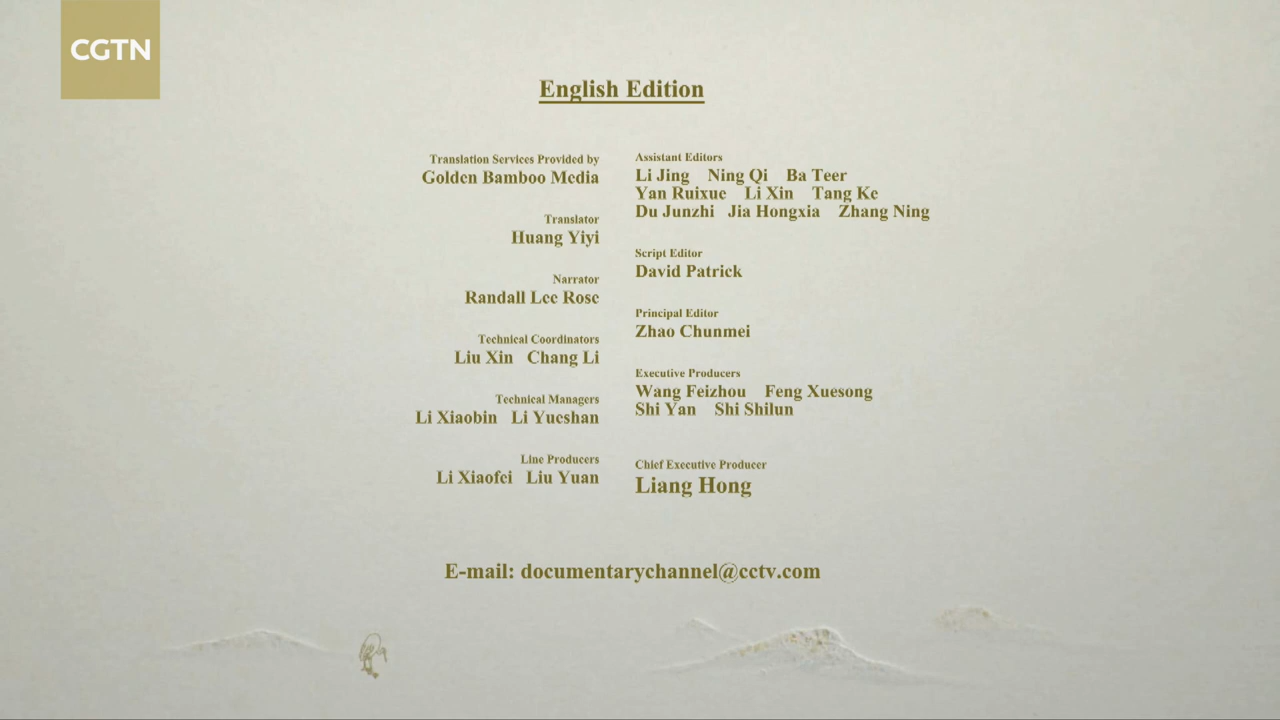 CGTN
English Edition
Translation Services Provided by
Golden Bamboo Media
Translator
Huang Yiyi
Narrator
Randall Lee Rose
Technical Coordinators
Liu Xin Chang Li
Technical Managers
Li Xiaobin Li Yueshan
Line Producers
Li Xiaofei Liu Yuan
Assistant Editors
Li Jing Ning Qi Ba Teer
Yan Ruixue Li Xin Tang Ke
Du Junzhi Jia Hongxia Zhang Ning
Script Editor
David Patrick
Principal Editor
Zhao Chunmei
Executive Producers
Wang Feizhou Feng Xuesong
Shi Yan Shi Shilun
Chief Executive Producer
Liang Hong
E-mail: documentarychannel@cctv.com